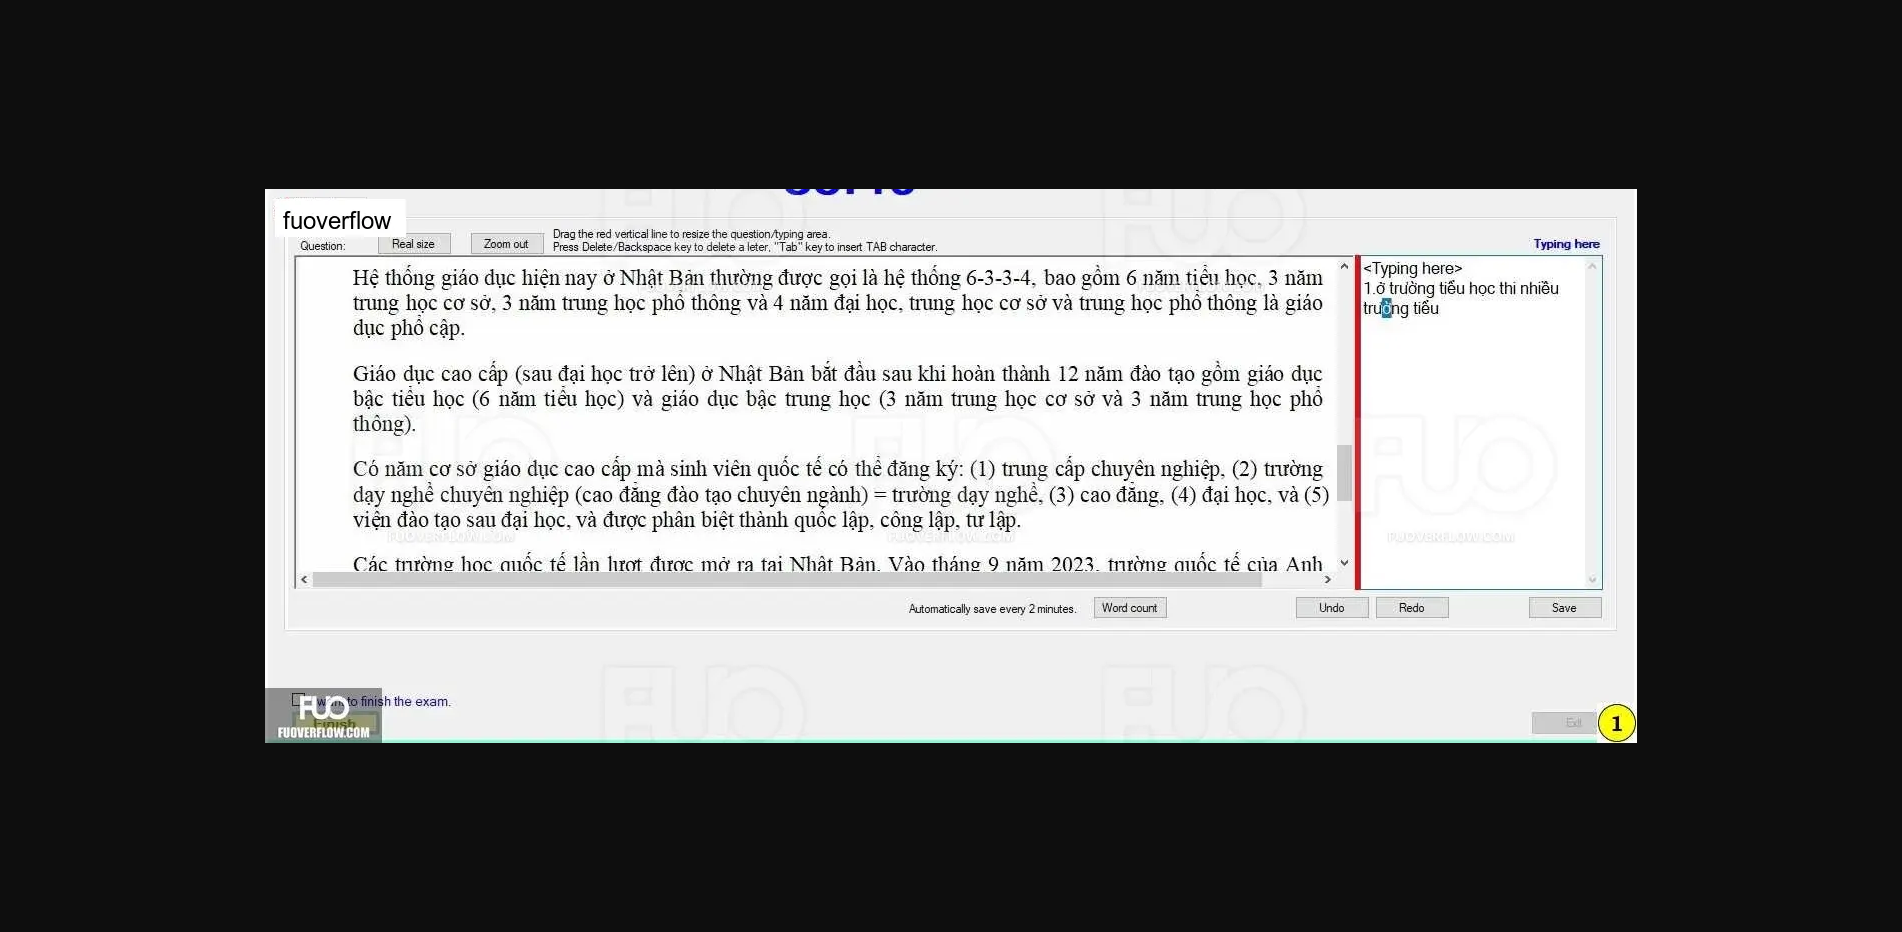 fuoverflow
Question:
Real size
Zoom out
Drag the red vertical line to resize the question/typing area.
Press Delete/Backspace key to delete a leter, "Tab" key to insert TAB character.
Typing here
Hệ thống giáo dục hiện nay ở Nhật Bản thường được gọi là hệ thống 6-3-3-4, bao gồm 6 năm tiểu học, 3 năm
trung học cơ sở, 3 năm trung học phổ thông và 4 năm đại học, trung học cơ sở và trung học phổ thông là giáo
dục phổ cập.
Giáo dục cao cấp (sau đại học trở lên) ở Nhật Bản bắt đầu sau khi hoàn thành 12 năm đào tạo gồm giáo dục
bậc tiểu học (6 năm tiểu học) và giáo dục bậc trung học (3 năm trung học cơ sở và 3 năm trung học phổ
thông).
Có năm cơ sở giáo dục cao cấp mà sinh viên quốc tế có thể đăng ký: (1) trung cấp chuyên nghiệp, (2) trường
dạy nghề chuyên nghiệp (cao đẳng đào tạo chuyên ngành) = trường dạy nghề, (3) cao đẳng, (4) đại học, và (5)
viện đào tạo sau đại học, và được phân biệt thành quốc lập, công lập, tư lập.
Các trường học quốc tế lần lượt được mở ra tại Nhật Bản. Vào tháng 9 năm 2023, trường quốc tế của Anh
<Typing here>
1.ở trường tiểu học thi nhiều
trường tiểu
FUOVERFLOW.COM
FUOVERFLOW.COM
FUOVERFLOW.COM
Automatically save every 2 minutes.
Word count
Undo
Redo
Save
I want to finish the exam.
Finish
FUO
FUOVERFLOW.COM
Exit
1